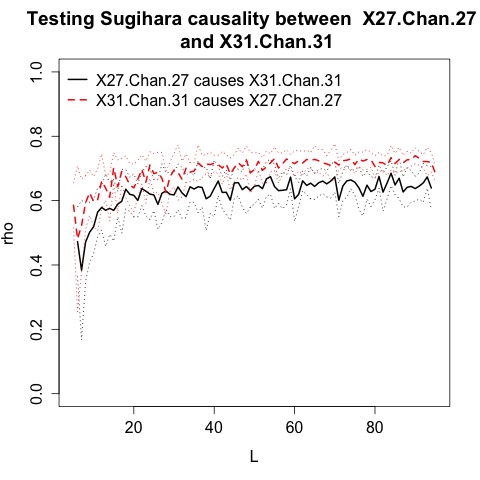 Testing Sugihara causality between  X27.Chan.27
and X31.Chan.31
X27.Chan.27 causes X31.Chan.31
X31.Chan.31 causes X27.Chan.27
rho
1.0
0.8
0.6
0.4
0.2
0.0
20 40 60 80
L